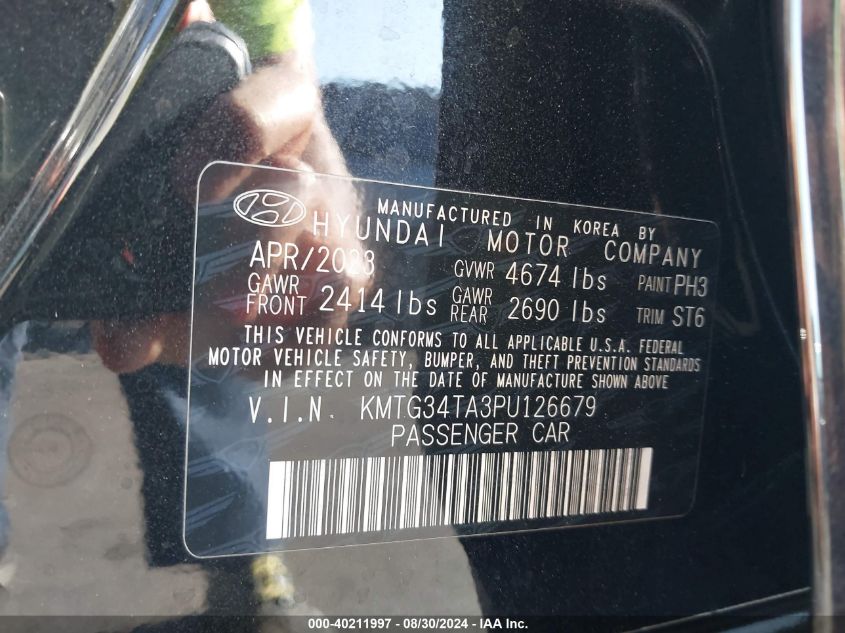 MANUFACTURED IN KOREA BY
HYUNDAI MOTOR COMPANY
APR/2023 GVWR 4674 lbs PAINT PH3
GAWR FRONT 2414 lbs GAWR REAR 2690 lbs TRIM ST6
THIS VEHICLE CONFORMS TO ALL APPLICABLE U.S.A. FEDERAL
MOTOR VEHICLE SAFETY, BUMPER, AND THEFT PREVENTION STANDARDS
IN EFFECT ON THE DATE OF MANUFACTURE SHOWN ABOVE
V.I.N. KMTG34TA3PU126679
PASSENGER CAR
000-40211997 - 08/30/2024 - IAA Inc.